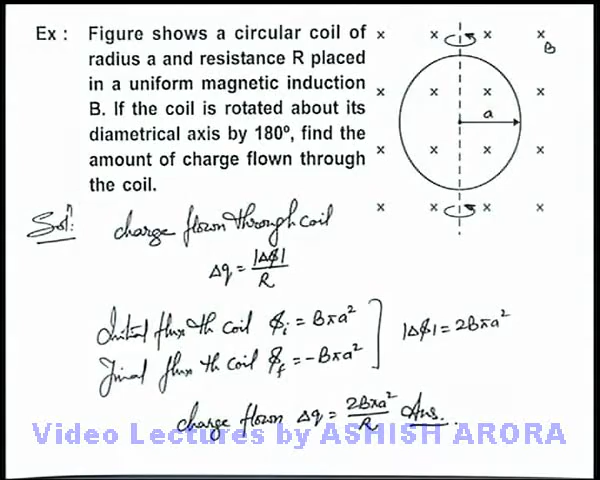 Ex : Figure shows a circular coil of
radius a and resistance R placed
in a uniform magnetic induction
B. If the coil is rotated about its
diametrical axis by 180º, find the
amount of charge flown through
the coil.
× × × ×
B
× × × ×
a
× × × ×
× × × ×
Solⁿ: charge flown through coil
Δq = |Δϕ| / R
Initial flux th coil ϕi = Bπa²
Final flux th coil ϕf = -Bπa²
|Δϕ| = 2Bπa²
charge flown Δq = 2Bπa² / R Ans.
Video Lectures by ASHISH ARORA